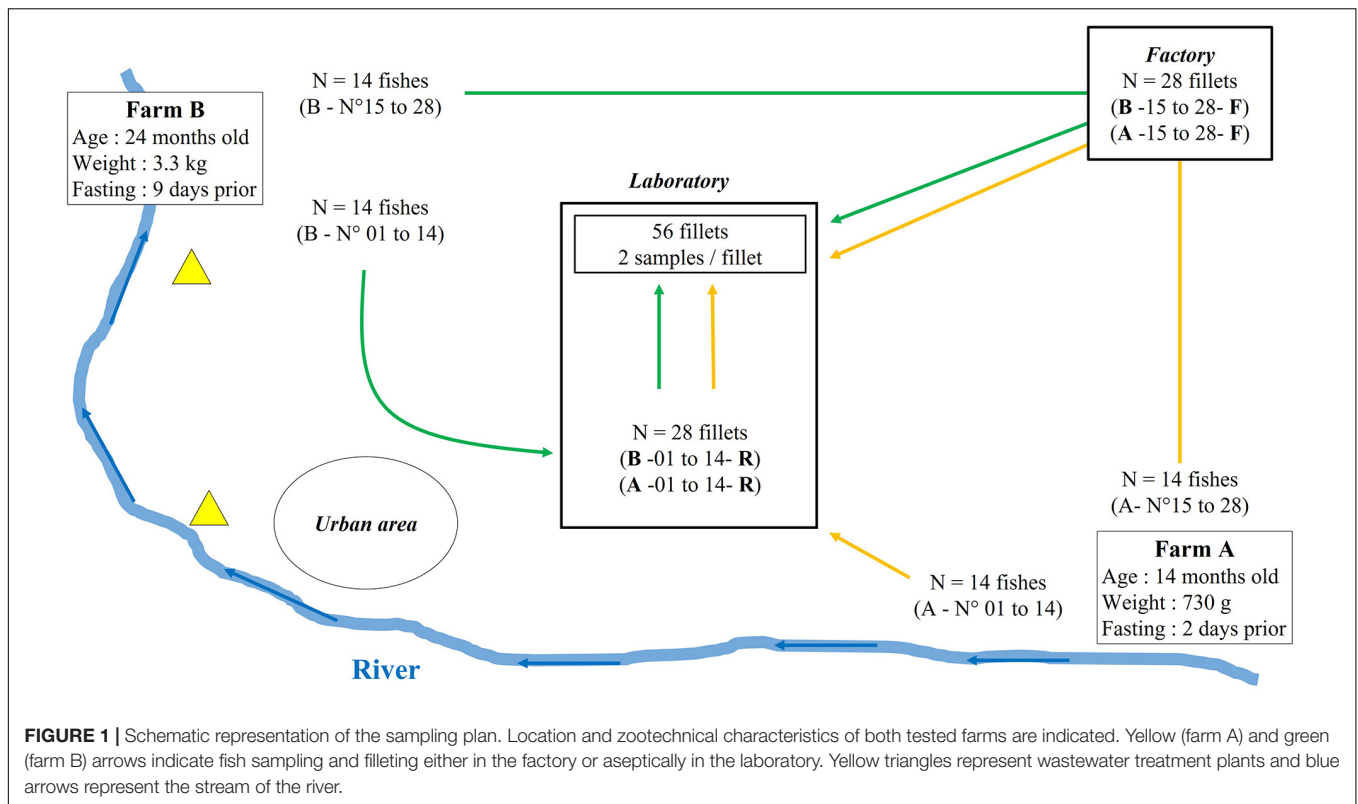 Farm B
Age : 24 months old
Weight : 3.3 kg
Fasting : 9 days prior
N = 14 fishes
(B - N°15 to 28)
N = 14 fishes
(B - N° 01 to 14)
Factory
N = 28 fillets
(B -15 to 28- F)
(A -15 to 28- F)
Laboratory
56 fillets
2 samples / fillet
N = 28 fillets
(B -01 to 14- R)
(A -01 to 14- R)
Urban area
N = 14 fishes
(A- N°15 to 28)
Farm A
Age : 14 months old
Weight : 730 g
Fasting : 2 days prior
N = 14 fishes
(A - N° 01 to 14)
River
FIGURE 1 | Schematic representation of the sampling plan. Location and zootechnical characteristics of both tested farms are indicated. Yellow (farm A) and green
(farm B) arrows indicate fish sampling and filleting either in the factory or aseptically in the laboratory. Yellow triangles represent wastewater treatment plants and blue
arrows represent the stream of the river.